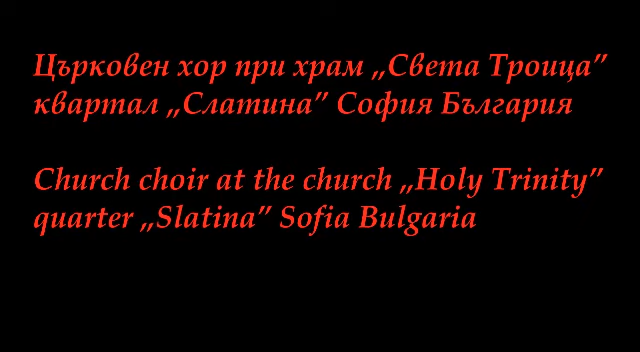 Църковен хор при храм „Света Троица”
квартал „Слатина” София България
Church choir at the church „Holy Trinity”
quarter „Slatina” Sofia Bulgaria